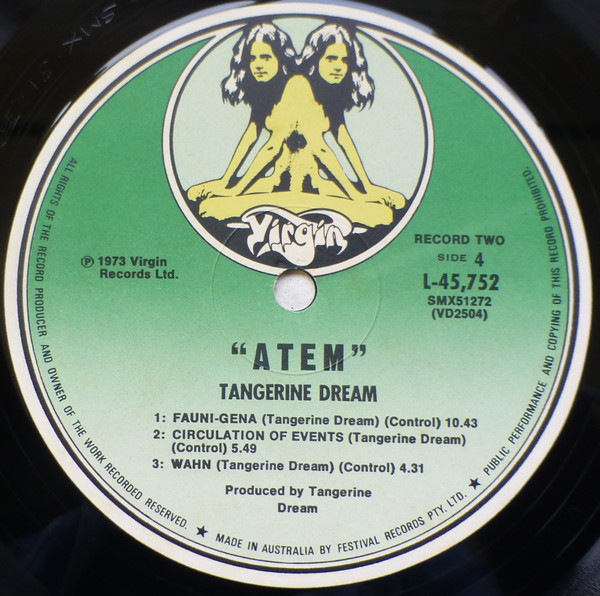 Virgin
RECORD TWO
SIDE 4
L-45,752
SMX51272
(VD2504)
℗ 1973 Virgin
Records Ltd.
"ATEM"
TANGERINE DREAM
1: FAUNI-GENA (Tangerine Dream) (Control) 10.43
2: CIRCULATION OF EVENTS (Tangerine Dream)
(Control) 5.49
3: WAHN (Tangerine Dream) (Control) 4.31
Produced by Tangerine
Dream
ALL RIGHTS OF THE RECORD PRODUCER AND OWNER OF THE WORK RECORDED RESERVED. ★ MADE IN AUSTRALIA BY FESTIVAL RECORDS PTY. LTD. ★ PUBLIC PERFORMANCE AND COPYING OF THIS RECORD PROHIBITED.